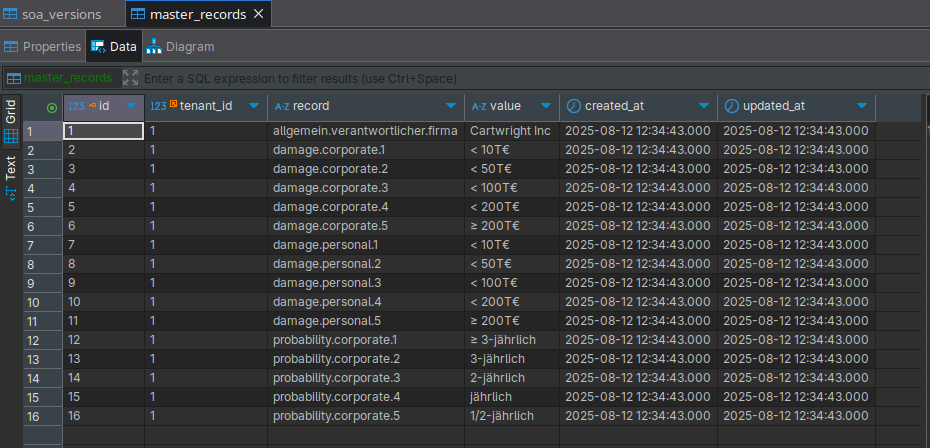 soa_versions master_records
Properties Data Diagram
master_records Enter a SQL expression to filter results (use Ctrl+Space)
Grid
Text
123 id 123 tenant_id A-Z record A-Z value created_at updated_at
1 1 1 allgemein.verantwortlicher.firma Cartwright Inc 2025-08-12 12:34:43.000 2025-08-12 12:34:43.000
2 2 1 damage.corporate.1 < 10T€ 2025-08-12 12:34:43.000 2025-08-12 12:34:43.000
3 3 1 damage.corporate.2 < 50T€ 2025-08-12 12:34:43.000 2025-08-12 12:34:43.000
4 4 1 damage.corporate.3 < 100T€ 2025-08-12 12:34:43.000 2025-08-12 12:34:43.000
5 5 1 damage.corporate.4 < 200T€ 2025-08-12 12:34:43.000 2025-08-12 12:34:43.000
6 6 1 damage.corporate.5 ≥ 200T€ 2025-08-12 12:34:43.000 2025-08-12 12:34:43.000
7 7 1 damage.personal.1 < 10T€ 2025-08-12 12:34:43.000 2025-08-12 12:34:43.000
8 8 1 damage.personal.2 < 50T€ 2025-08-12 12:34:43.000 2025-08-12 12:34:43.000
9 9 1 damage.personal.3 < 100T€ 2025-08-12 12:34:43.000 2025-08-12 12:34:43.000
10 10 1 damage.personal.4 < 200T€ 2025-08-12 12:34:43.000 2025-08-12 12:34:43.000
11 11 1 damage.personal.5 ≥ 200T€ 2025-08-12 12:34:43.000 2025-08-12 12:34:43.000
12 12 1 probability.corporate.1 ≥ 3-jährlich 2025-08-12 12:34:43.000 2025-08-12 12:34:43.000
13 13 1 probability.corporate.2 3-jährlich 2025-08-12 12:34:43.000 2025-08-12 12:34:43.000
14 14 1 probability.corporate.3 2-jährlich 2025-08-12 12:34:43.000 2025-08-12 12:34:43.000
15 15 1 probability.corporate.4 jährlich 2025-08-12 12:34:43.000 2025-08-12 12:34:43.000
16 16 1 probability.corporate.5 1/2-jährlich 2025-08-12 12:34:43.000 2025-08-12 12:34:43.000